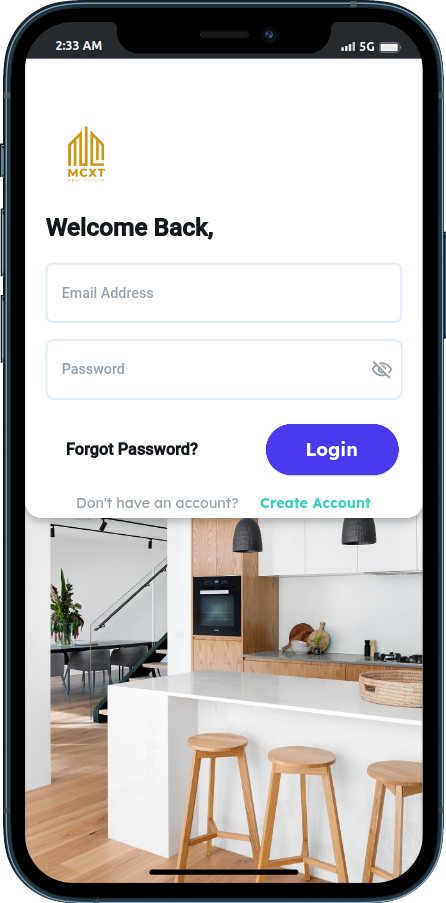 2:33 AM 5G
MCXT
REAL ESTATE
Welcome Back,
Email Address
Password
Forgot Password? Login
Don't have an account? Create Account